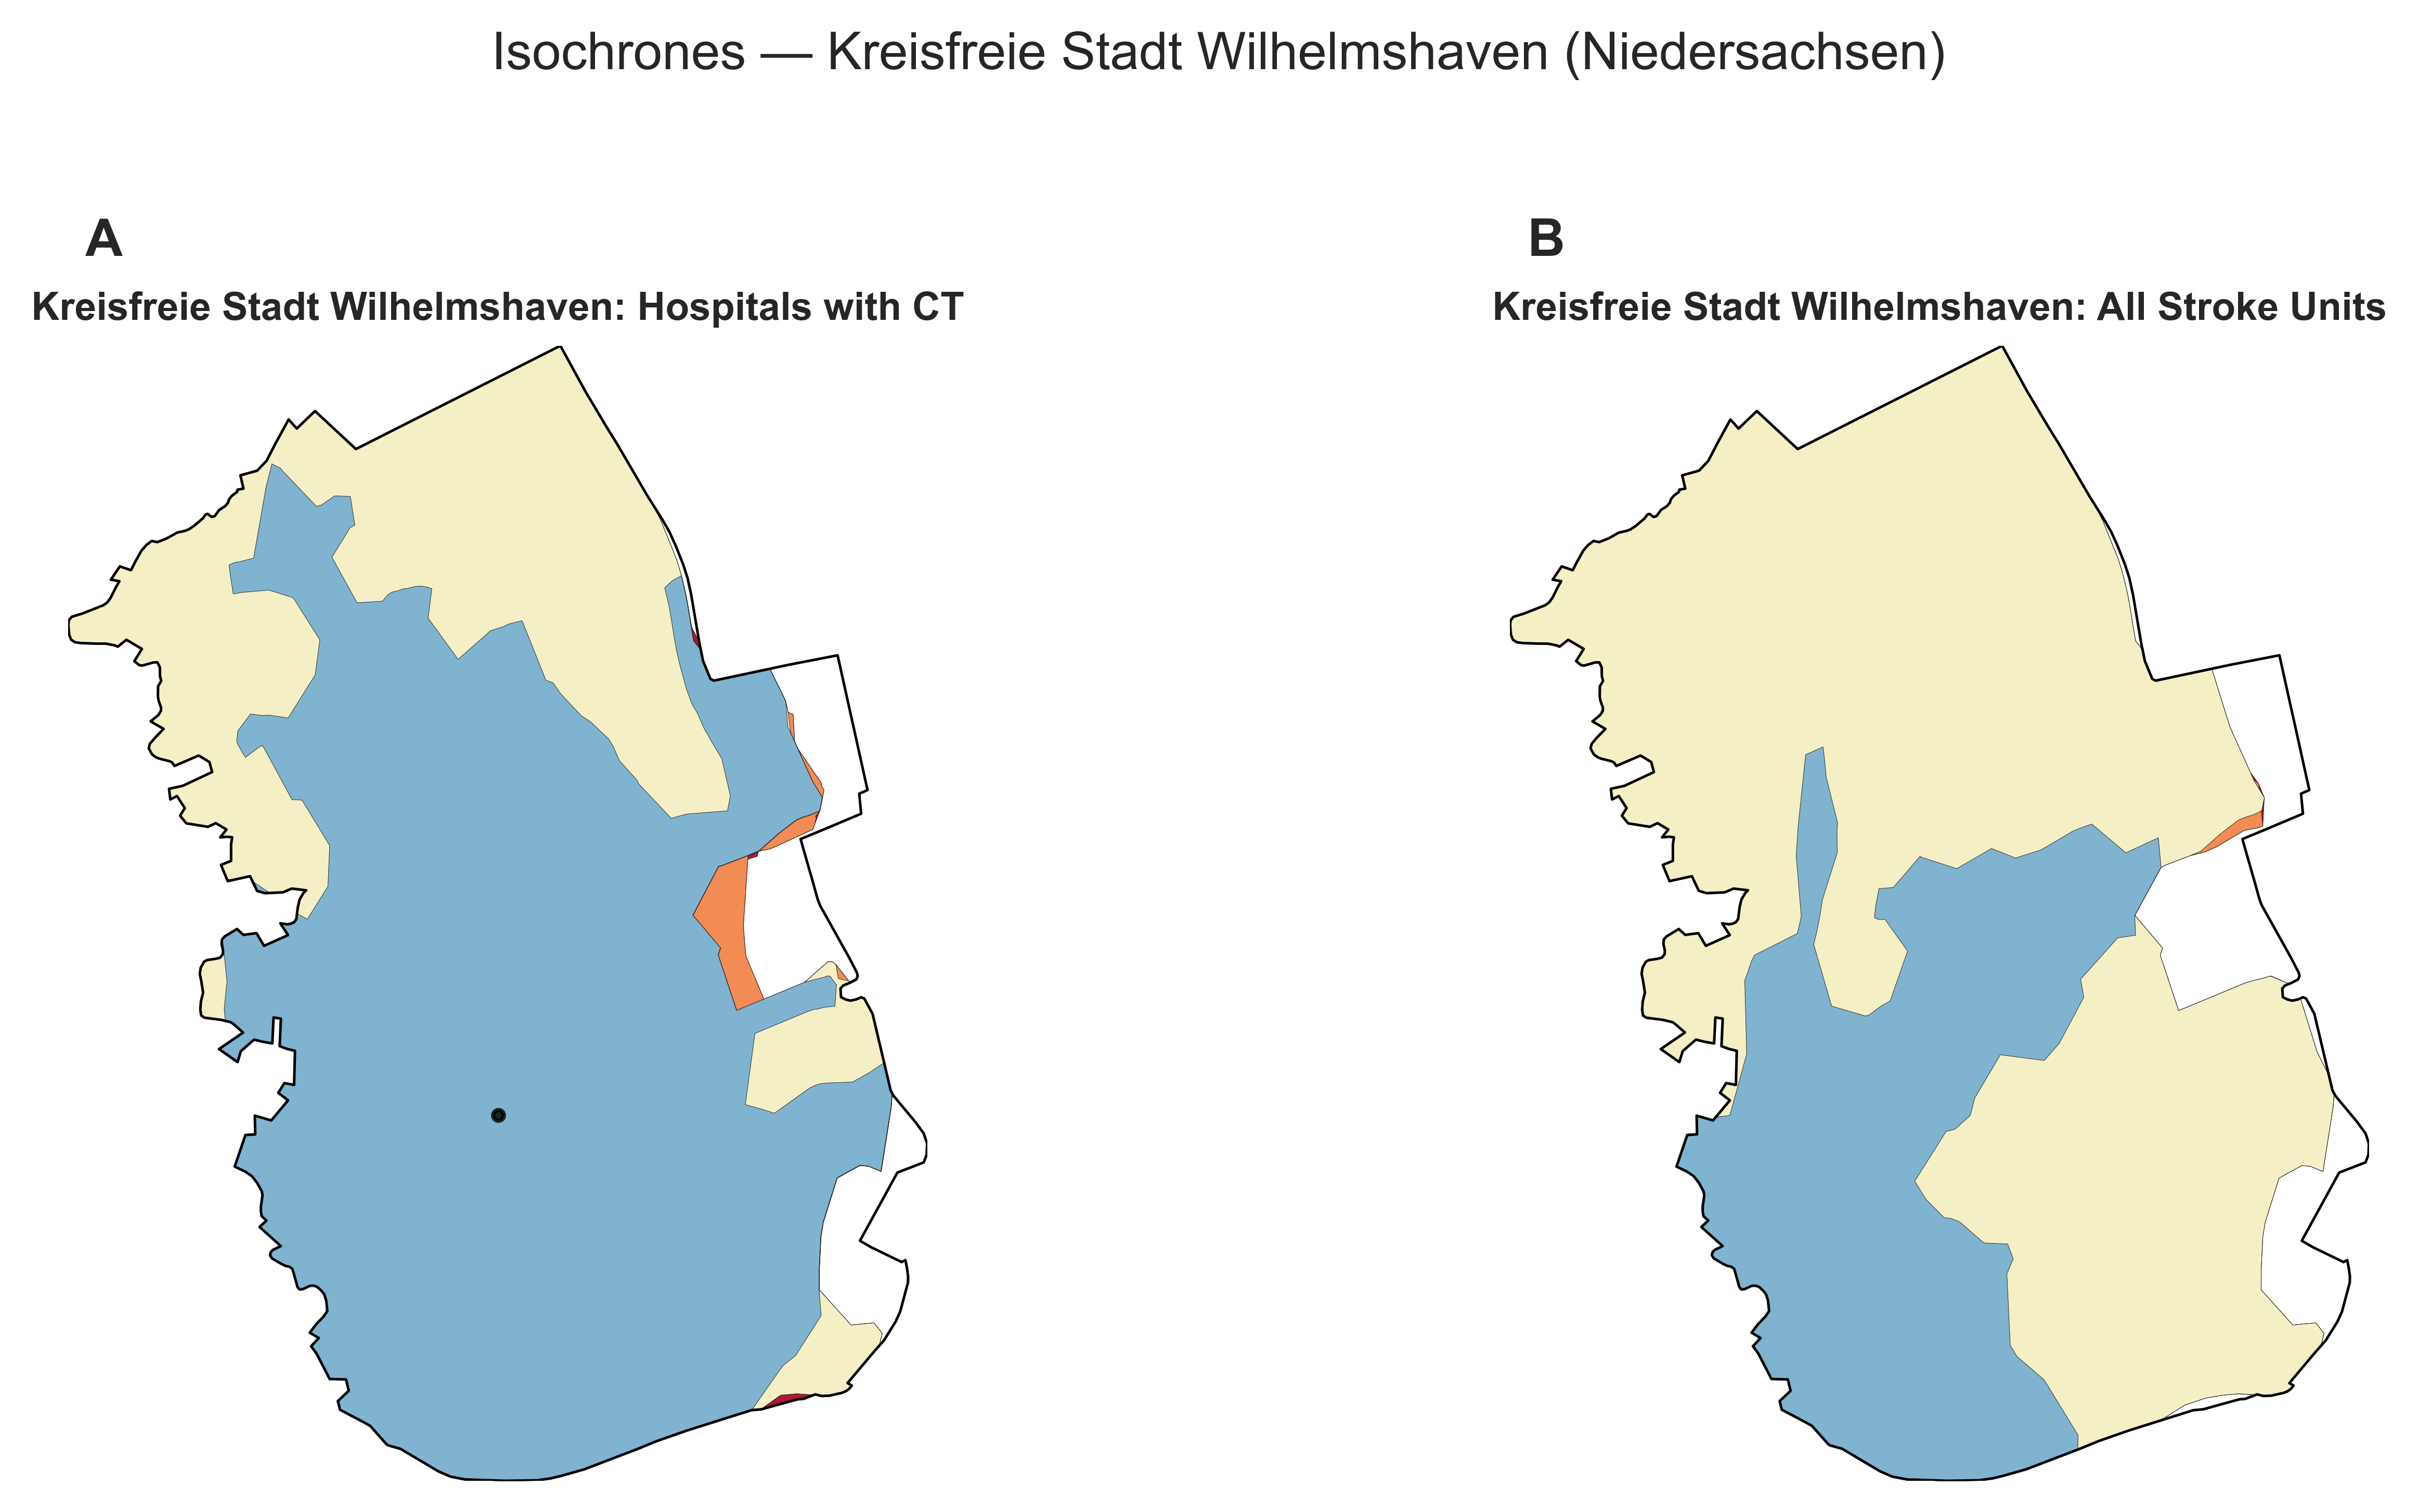 Isochrones — Kreisfreie Stadt Wilhelmshaven (Niedersachsen)
A
Kreisfreie Stadt Wilhelmshaven: Hospitals with CT
B
Kreisfreie Stadt Wilhelmshaven: All Stroke Units